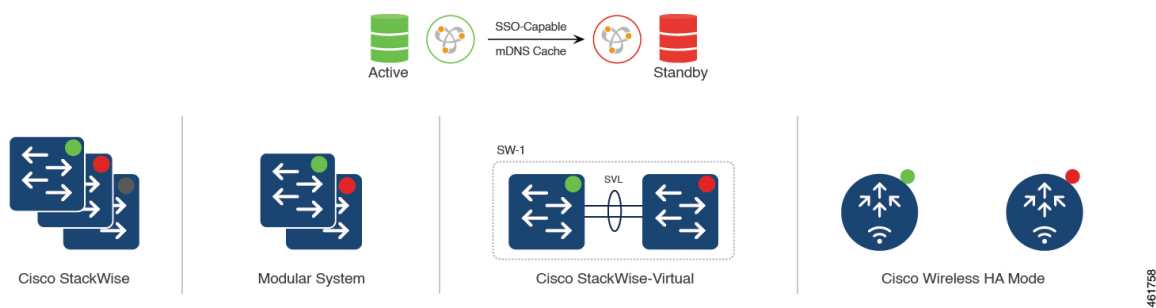 SSO-Capable
mDNS Cache
Active
Standby
SW-1
SVL
Cisco StackWise
Modular System
Cisco StackWise-Virtual
Cisco Wireless HA Mode
461758